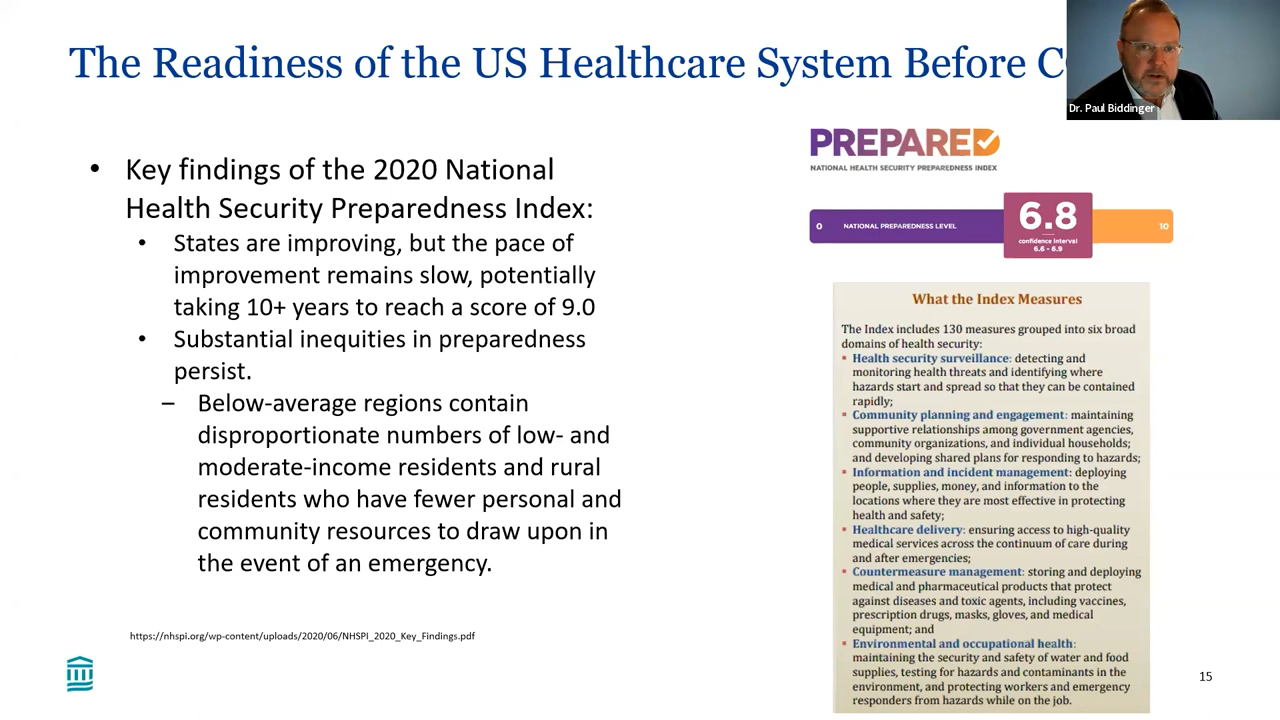 The Readiness of the US Healthcare System Before C
Dr. Paul Biddinger
• Key findings of the 2020 National
Health Security Preparedness Index:
• States are improving, but the pace of
improvement remains slow, potentially
taking 10+ years to reach a score of 9.0
• Substantial inequities in preparedness
persist.
– Below-average regions contain
disproportionate numbers of low- and
moderate-income residents and rural
residents who have fewer personal and
community resources to draw upon in
the event of an emergency.
https://nhspi.org/wp-content/uploads/2020/06/NHSPI_2020_Key_Findings.pdf
PREPARED
NATIONAL HEALTH SECURITY PREPAREDNESS INDEX
0 NATIONAL PREPAREDNESS LEVEL 6.8 10
confidence interval
6.6 - 6.9
What the Index Measures
The Index includes 130 measures grouped into six broad
domains of health security:
▪ Health security surveillance: detecting and
monitoring health threats and identifying where
hazards start and spread so that they can be contained
rapidly;
▪ Community planning and engagement: maintaining
supportive relationships among government agencies,
community organizations, and individual households;
and developing shared plans for responding to hazards;
▪ Information and incident management: deploying
people, supplies, money, and information to the
locations where they are most effective in protecting
health and safety;
▪ Healthcare delivery: ensuring access to high-quality
medical services across the continuum of care during
and after emergencies;
▪ Countermeasure management: storing and deploying
medical and pharmaceutical products that protect
against diseases and toxic agents, including vaccines,
prescription drugs, masks, gloves, and medical
equipment; and
▪ Environmental and occupational health:
maintaining the security and safety of water and food
supplies, testing for hazards and contaminants in the
environment, and protecting workers and emergency
responders from hazards while on the job.
15